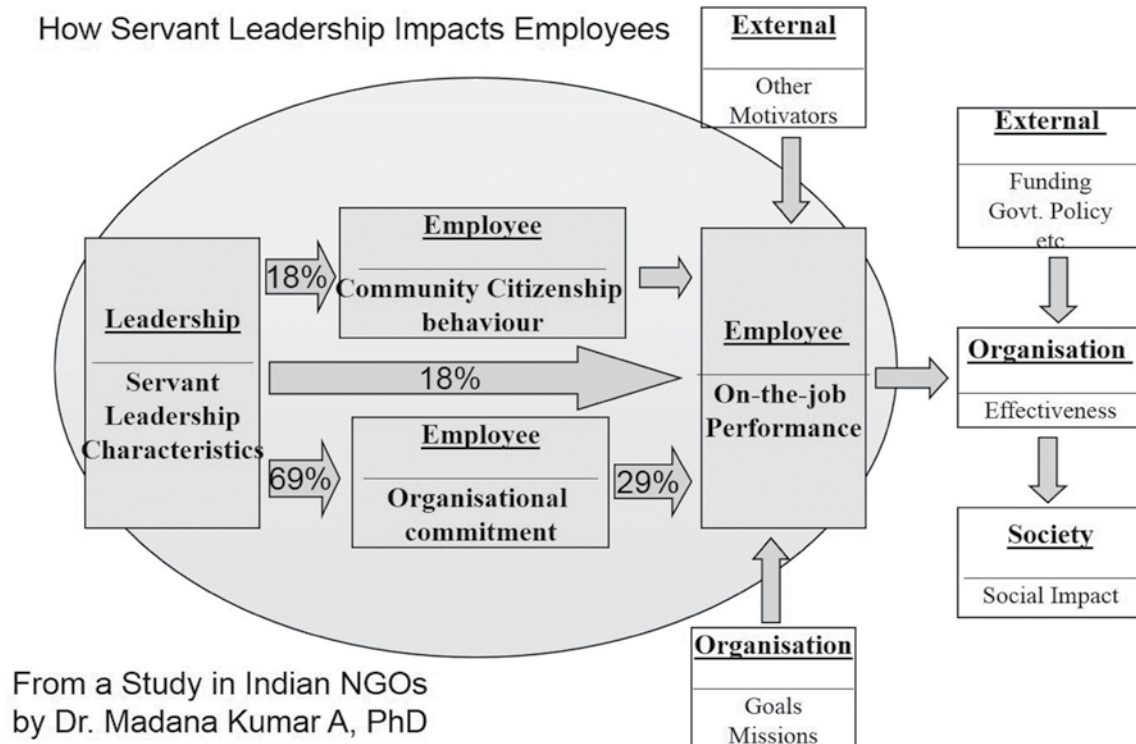 How Servant Leadership Impacts Employees
External
Other
Motivators
External
Funding
Govt. Policy
etc
Leadership
Servant
Leadership
Characteristics
18%
Employee
Community Citizenship
behaviour
18%
69%
Employee
Organisational
commitment
29%
Employee
On-the-job
Performance
Organisation
Effectiveness
Society
Social Impact
Organisation
Goals
Missions
From a Study in Indian NGOs
by Dr. Madana Kumar A, PhD